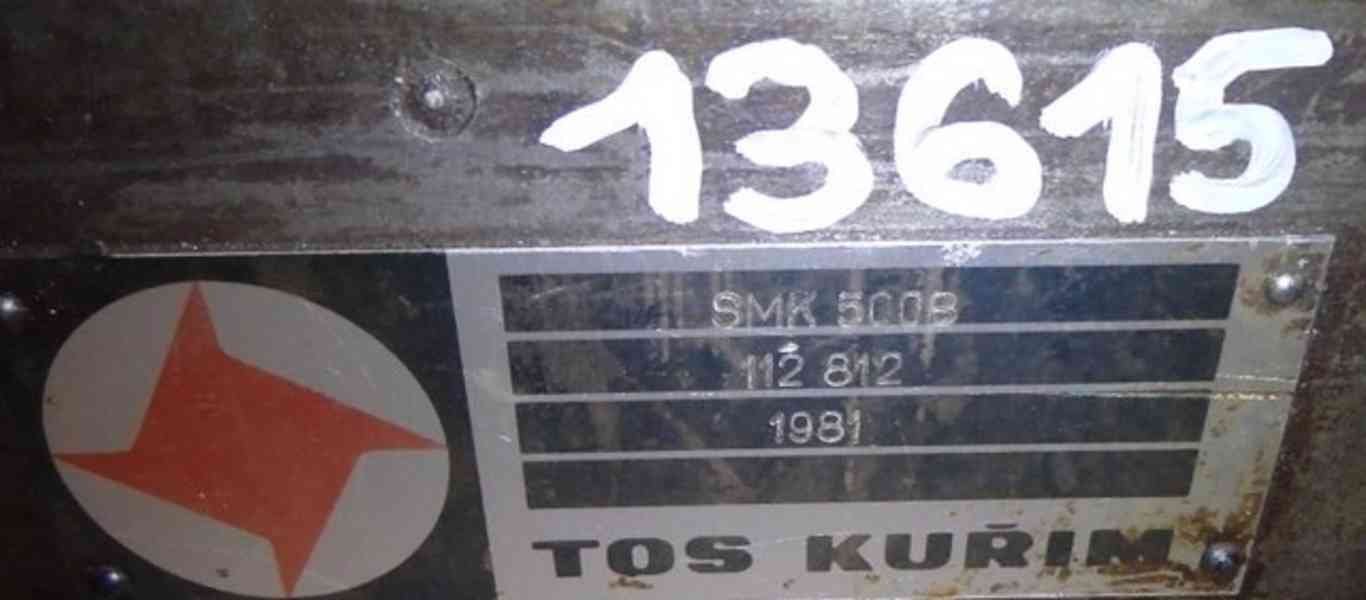 13615
SMK 500B
112 812
1981
TOS KUŘIM